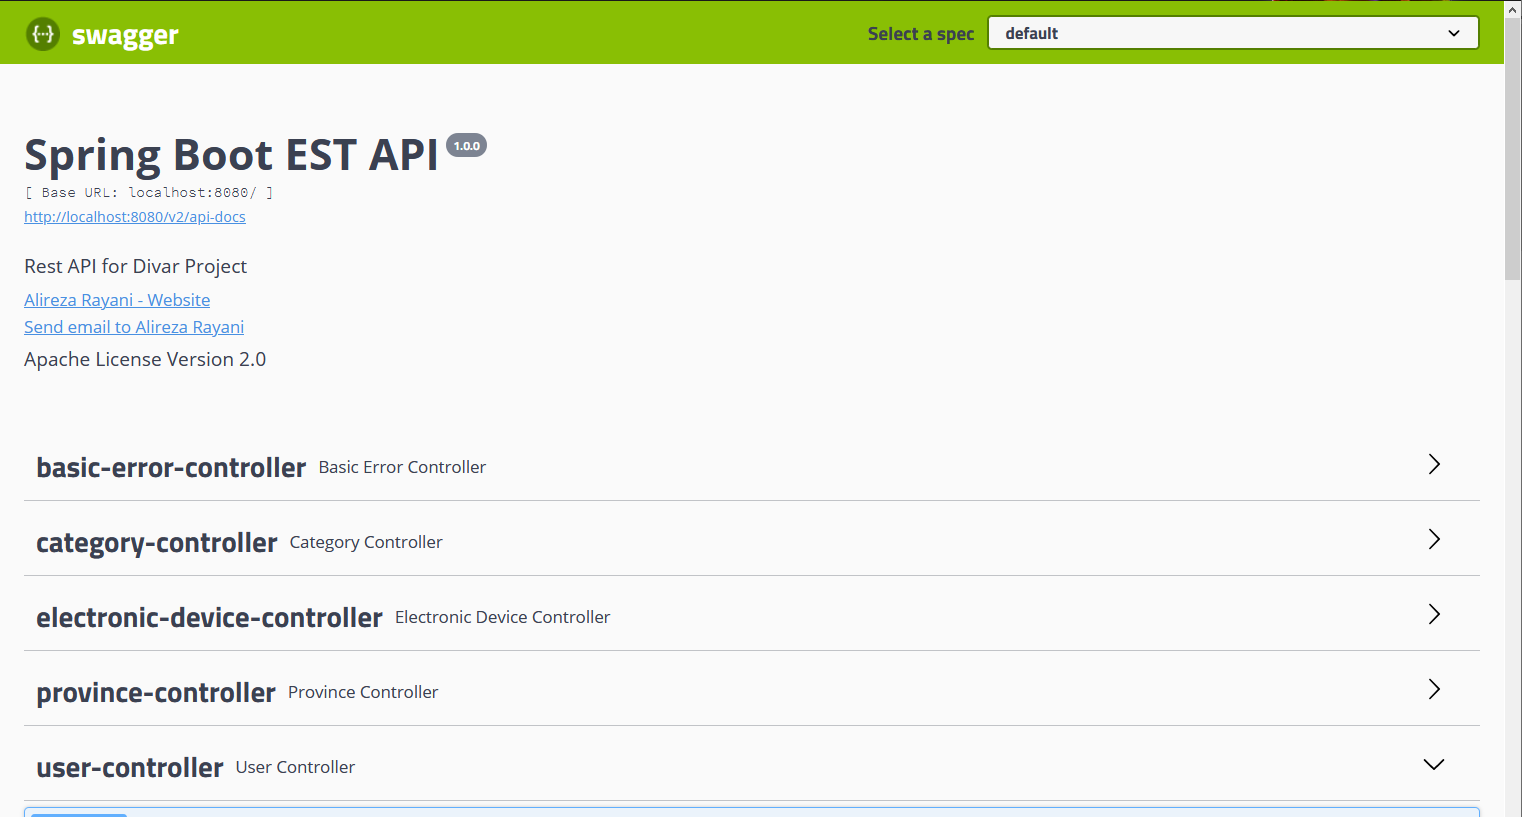 swagger
Select a spec default
Spring Boot EST API 1.0.0
[ Base URL: localhost:8080/ ]
http://localhost:8080/v2/api-docs
Rest API for Divar Project
Alireza Rayani - Website
Send email to Alireza Rayani
Apache License Version 2.0
basic-error-controller Basic Error Controller
category-controller Category Controller
electronic-device-controller Electronic Device Controller
province-controller Province Controller
user-controller User Controller